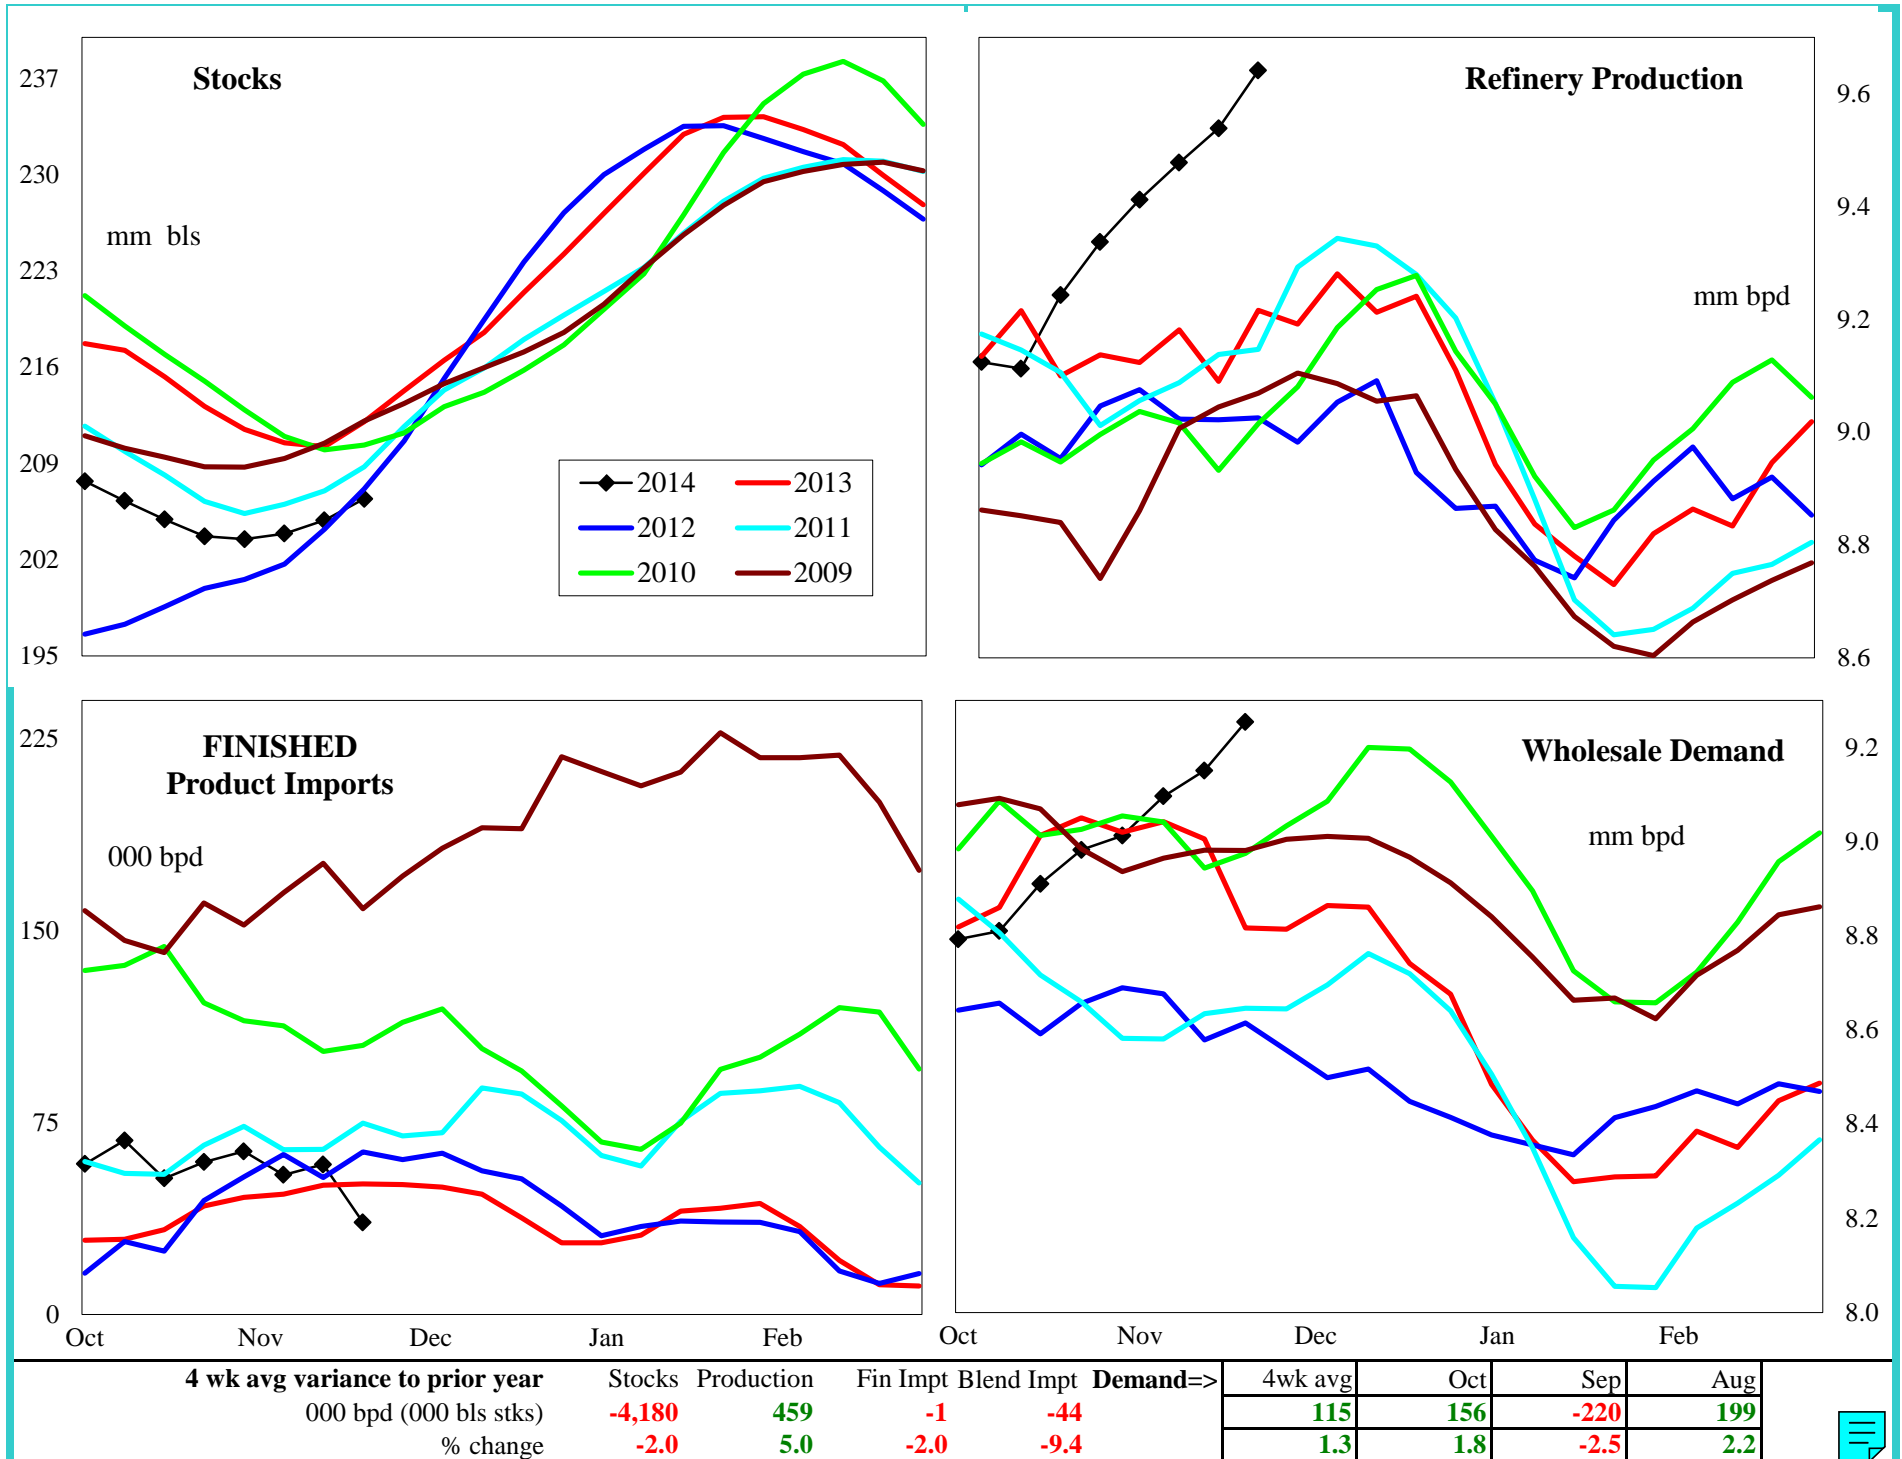 Stocks
mm bls
237
230
223
216
209
202
195
2014
2013
2012
2011
2010
2009
Refinery Production
mm bpd
9.6
9.4
9.2
9.0
8.8
8.6
FINISHED
Product Imports
000 bpd
225
150
75
0
Oct Nov Dec Jan Feb
Wholesale Demand
mm bpd
9.2
9.0
8.8
8.6
8.4
8.2
8.0
Oct Nov Dec Jan Feb
4 wk avg variance to prior year Stocks Production Fin Impt Blend Impt Demand=> 4wk avg Oct Sep Aug
000 bpd (000 bls stks) -4,180 459 -1 -44 115 156 -220 199
% change -2.0 5.0 -2.0 -9.4 1.3 1.8 -2.5 2.2